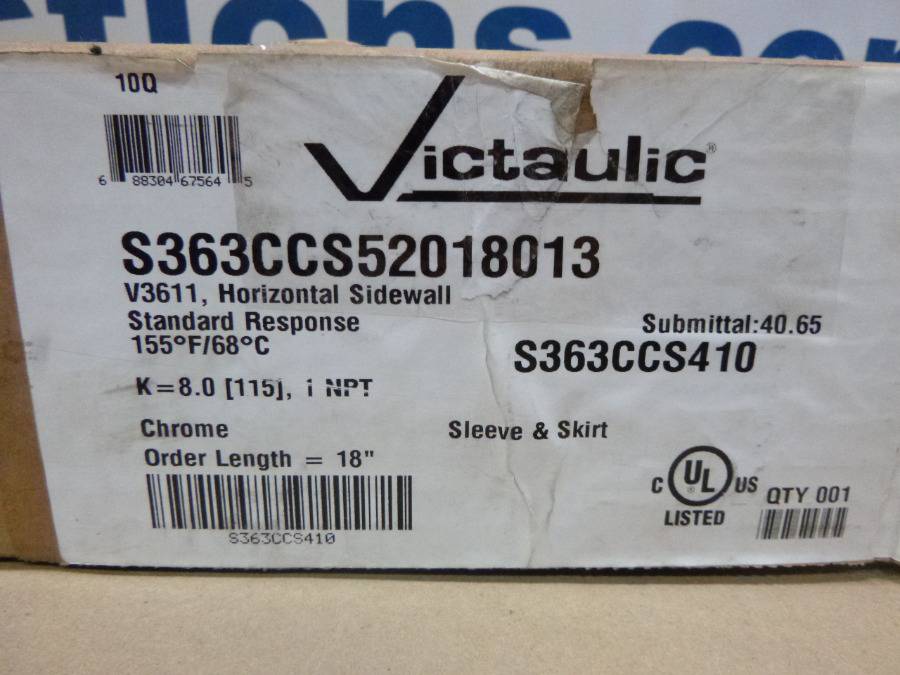 10Q
6 88304 67564 5
Victaulic®
S363CCS52018013
V3611, Horizontal Sidewall
Standard Response
155°F/68°C
Submittal:40.65
S363CCS410
K=8.0 [115], 1 NPT
Chrome
Sleeve & Skirt
Order Length = 18"
S363CCS410
C UL® US
LISTED
QTY 001